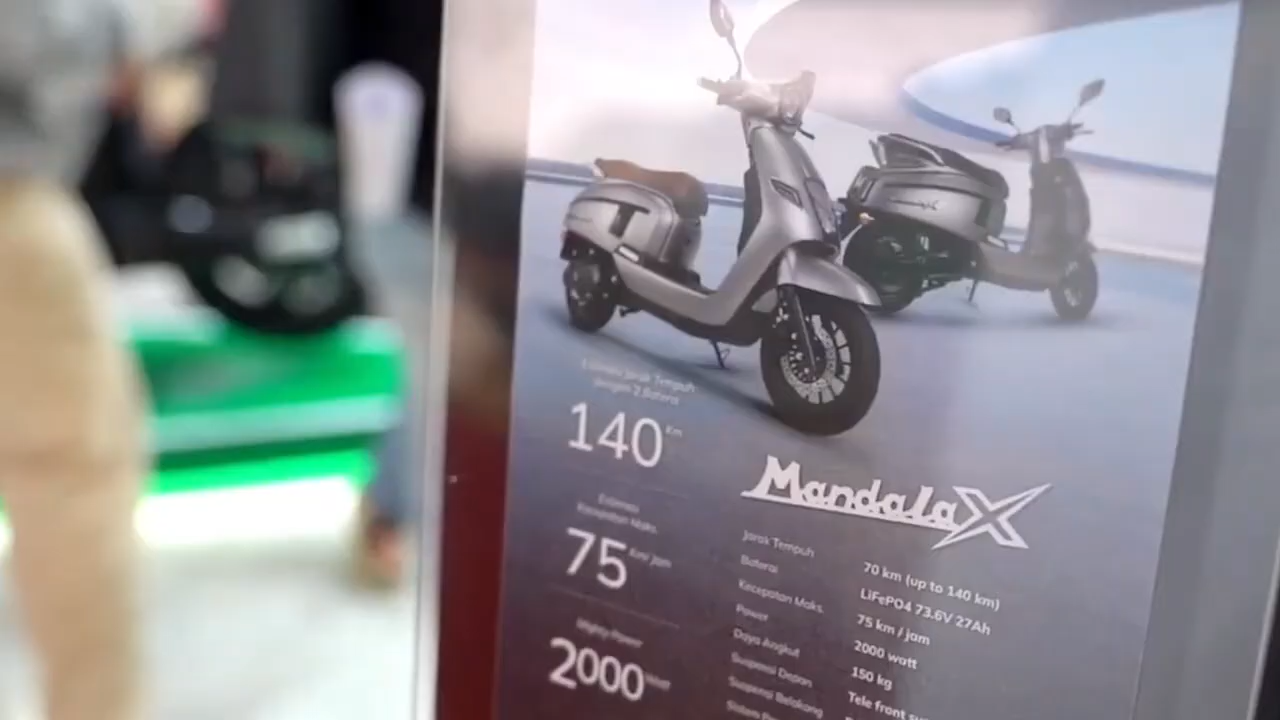 Estimasi Jarak Tempuh
dengan 2 Baterai
140 Km
Estimasi
Kecepatan Maks.
75 Km/ Jam
Mighty Power
2000 Watt
MandalaX
Jarak Tempuh 70 km (up to 140 km)
Baterai LiFePO4 73.6V 27Ah
Kecepatan Maks. 75 km / jam
Power 2000 watt
Daya Angkut 150 kg
Suspensi Depan Tele front
Suspensi Belakang
Sistem